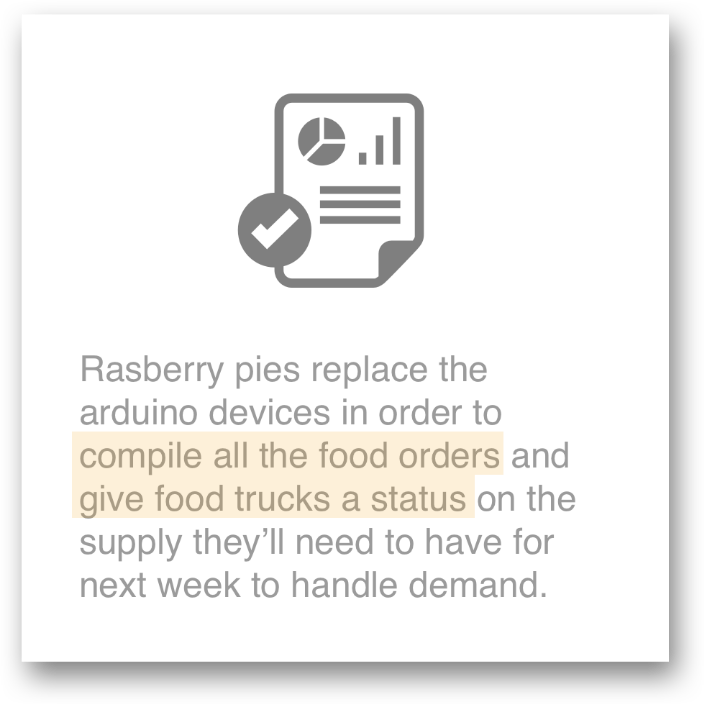 Rasberry pies replace the
arduino devices in order to
compile all the food orders and
give food trucks a status on the
supply they’ll need to have for
next week to handle demand.